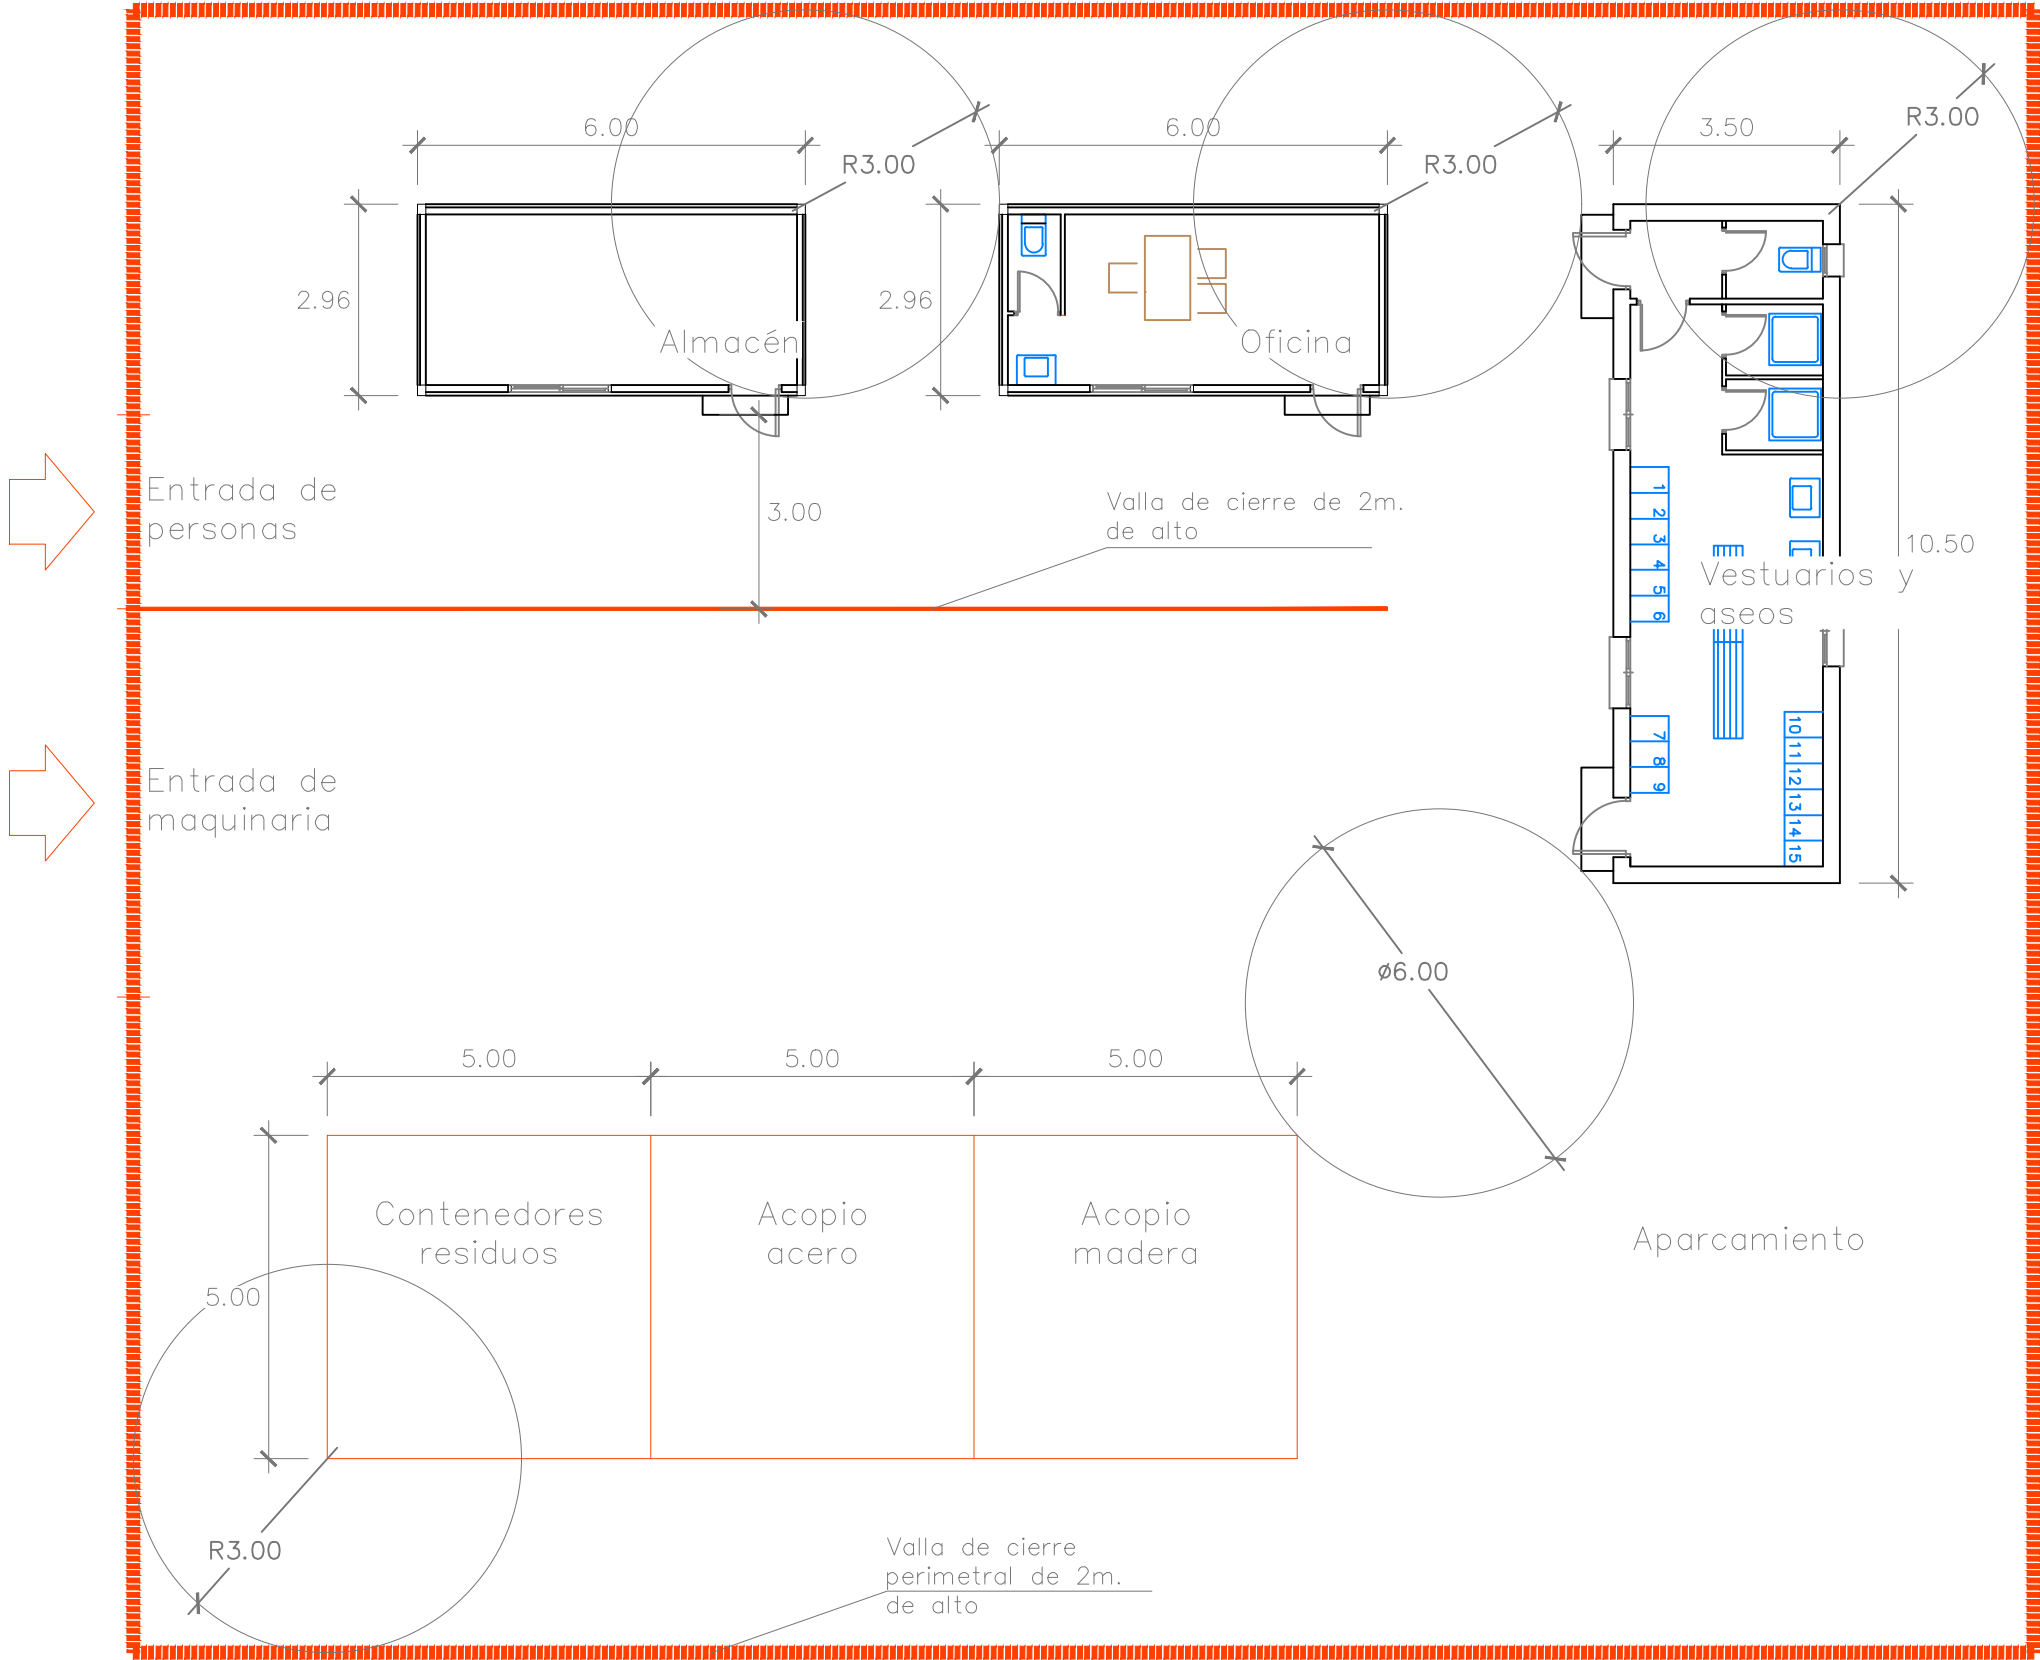 6.00
6.00
3.50
R3.00
R3.00
R3.00
2.96
2.96
Almacén
Oficina
Entrada de
personas
3.00
Valla de cierre de 2m.
de alto
1
2
3
4
5
6
10.50
Vestuarios y
aseos
7
8
9
10
11
12
13
14
15
Entrada de
maquinaria
ø6.00
5.00
5.00
5.00
Contenedores
residuos
Acopio
acero
Acopio
madera
Aparcamiento
5.00
R3.00
Valla de cierre
perimetral de 2m.
de alto